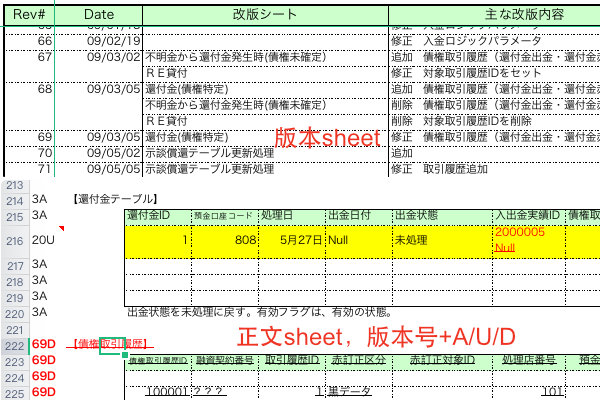 Rev# Date 改版シート 主な改版内容
修正 入金ロジックパラメータ
66 09/02/19 修正 入金ロジックパラメータ
67 09/03/02 不明金から還付金発生時(債権未確定） 追加 債権取引履歴（還付金出金・還付金
ＲＥ貸付 修正 対象取引履歴IDをセット
68 09/03/05 還付金(債権特定) 追加 債権取引履歴（還付金出金・還付金
不明金から還付金発生時(債権未確定） 削除 債権取引履歴（還付金出金・還付金
ＲＥ貸付 削除 対象取引履歴IDを削除
69 09/03/05 還付金(債権特定) 修正 債権取引履歴（還付金出金・還付金
版本sheet
70 09/05/02 示談償還テーブル更新処理 追加
71 09/05/05 示談償還テーブル更新処理 修正 取引履歴追加
213
214 3A 【還付金テーブル】
215 3A 還付金ID 預金口座コード 処理日 出金日付 出金状態 入出金実績ID 債権取
216 20U 1 808 5月27日 Null 未処理 2000005
Null
217 3A
218 3A
219 3A
220 3A 出金状態を未処理に戻す。有効フラグは、有効の状態。
221
正文sheet，版本号+A/U/D
222 69D 【債権取引履歴】
223 69D 債権取引履歴ID 融資契約番号 取引履歴ID 赤訂正区分 赤訂正対象ID 処理店番号 預金
224 69D
225 69D 100001 ？？？ 1 黒データ 101